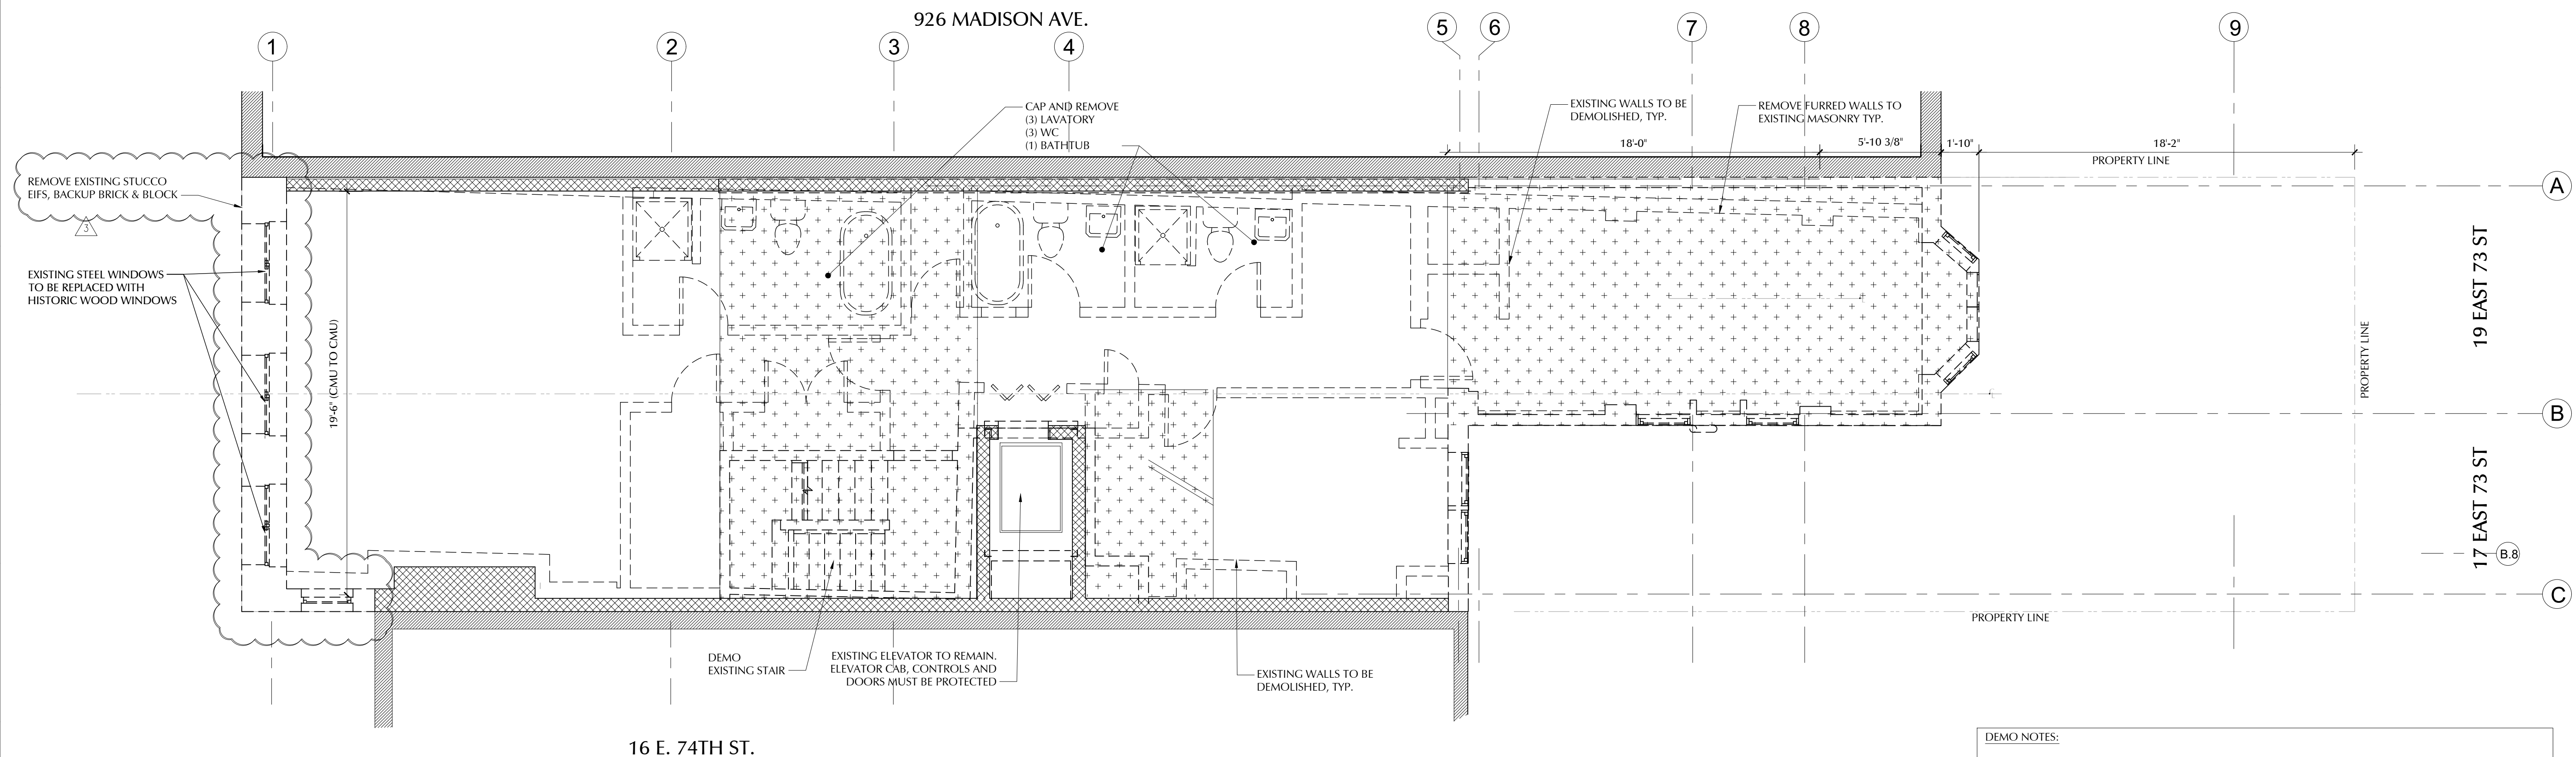 926 MADISON AVE.
1
2
3
4
5
6
7
8
9
CAP AND REMOVE
(3) LAVATORY
(3) WC
(1) BATHTUB
EXISTING WALLS TO BE
DEMOLISHED, TYP.
REMOVE FURRED WALLS TO
EXISTING MASONRY TYP.
18'-0"
5'-10 3/8"
1'-10"
18'-2"
PROPERTY LINE
REMOVE EXISTING STUCCO
EIFS, BACKUP BRICK & BLOCK
3
A
EXISTING STEEL WINDOWS
TO BE REPLACED WITH
HISTORIC WOOD WINDOWS
19'-6" (CMU TO CMU)
PROPERTY LINE
19 EAST 73 ST
B
17 EAST 73 ST
B.8
C
PROPERTY LINE
DEMO
EXISTING STAIR
EXISTING ELEVATOR TO REMAIN.
ELEVATOR CAB, CONTROLS AND
DOORS MUST BE PROTECTED
EXISTING WALLS TO BE
DEMOLISHED, TYP.
16 E. 74TH ST.
DEMO NOTES: